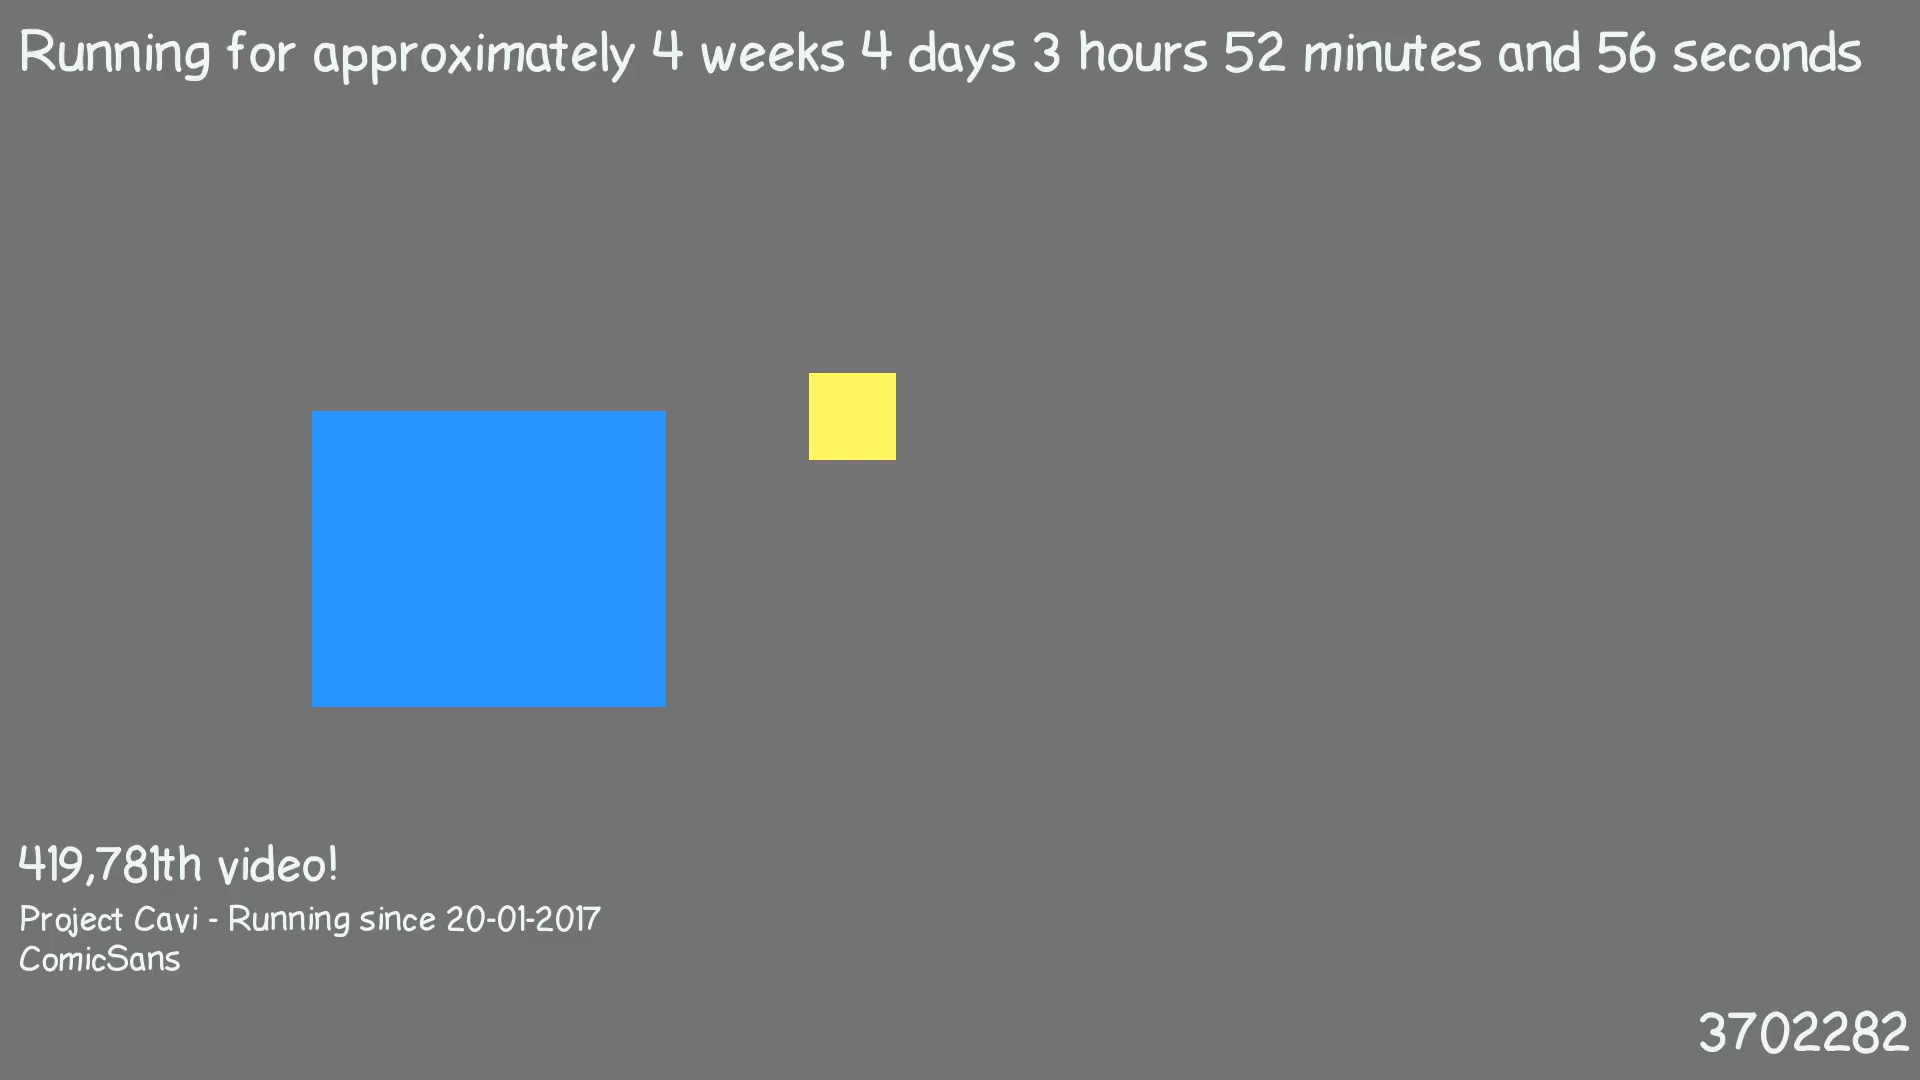 Running for approximately 4 weeks 4 days 3 hours 52 minutes and 56 seconds
419,781th video!
Project Cavi - Running since 20-01-2017
ComicSans
3702282